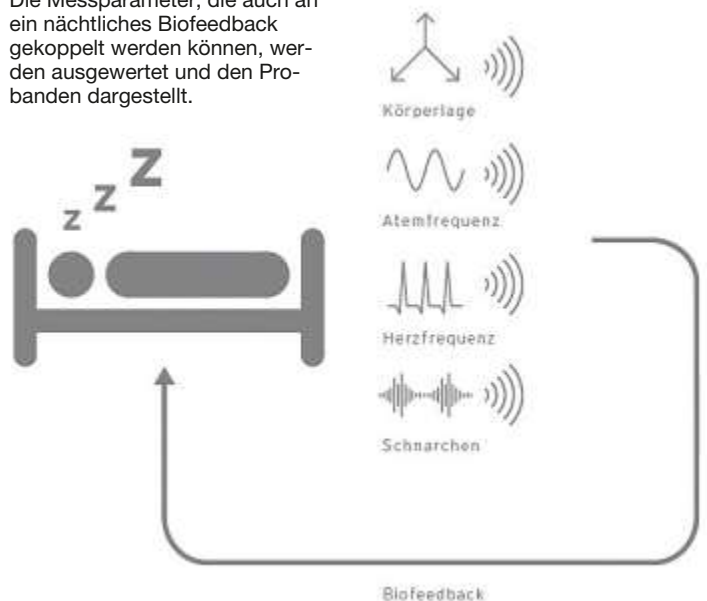 Die Messparameter, die auch an
ein nächtliches Biofeedback
gekoppelt werden können, wer-
den ausgewertet und den Pro-
banden dargestellt.
z z Z
Körperlage
Atemfrequenz
Herzfrequenz
Schnarchen
Biofeedback